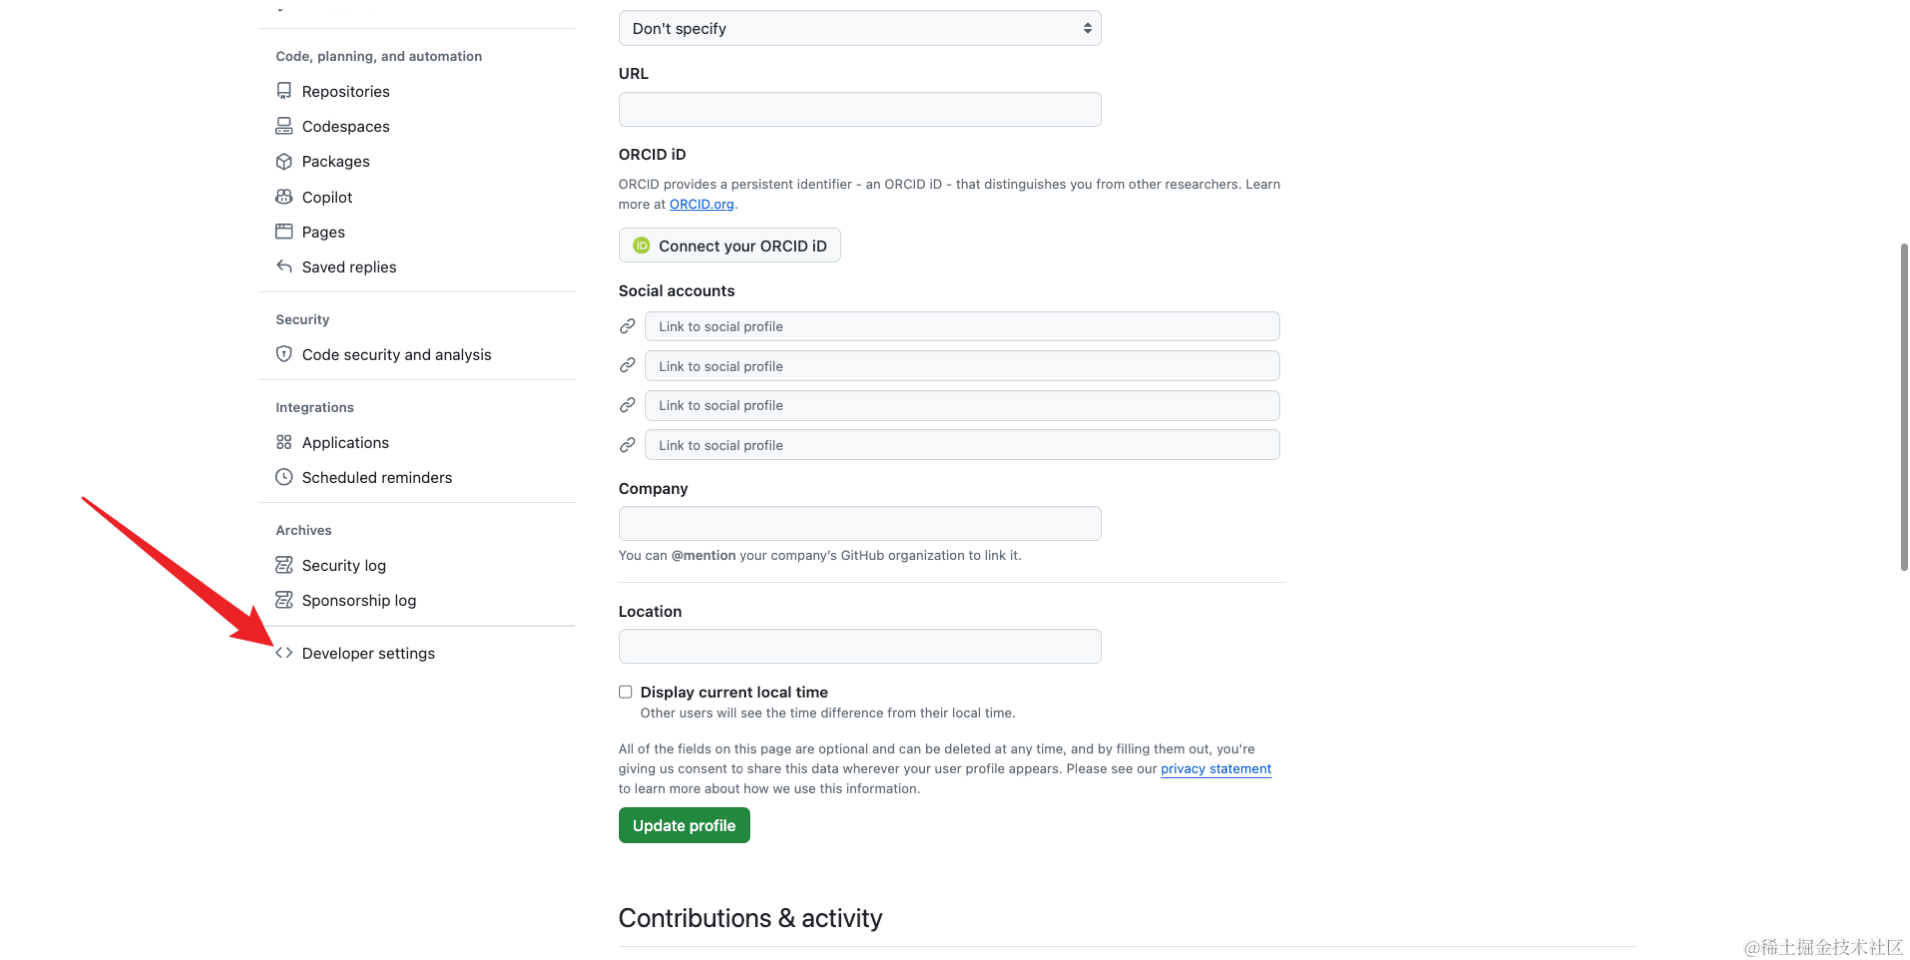 Don't specify
Code, planning, and automation
Repositories
Codespaces
Packages
Copilot
Pages
Saved replies
Security
Code security and analysis
Integrations
Applications
Scheduled reminders
Archives
Security log
Sponsorship log
Developer settings
URL
ORCID iD
ORCID provides a persistent identifier - an ORCID iD - that distinguishes you from other researchers. Learn
more at ORCID.org.
iD Connect your ORCID iD
Social accounts
Link to social profile
Link to social profile
Link to social profile
Link to social profile
Company
You can @mention your company's GitHub organization to link it.
Location
Display current local time
Other users will see the time difference from their local time.
All of the fields on this page are optional and can be deleted at any time, and by filling them out, you're
giving us consent to share this data wherever your user profile appears. Please see our privacy statement
to learn more about how we use this information.
Update profile
Contributions & activity
@稀土掘金技术社区